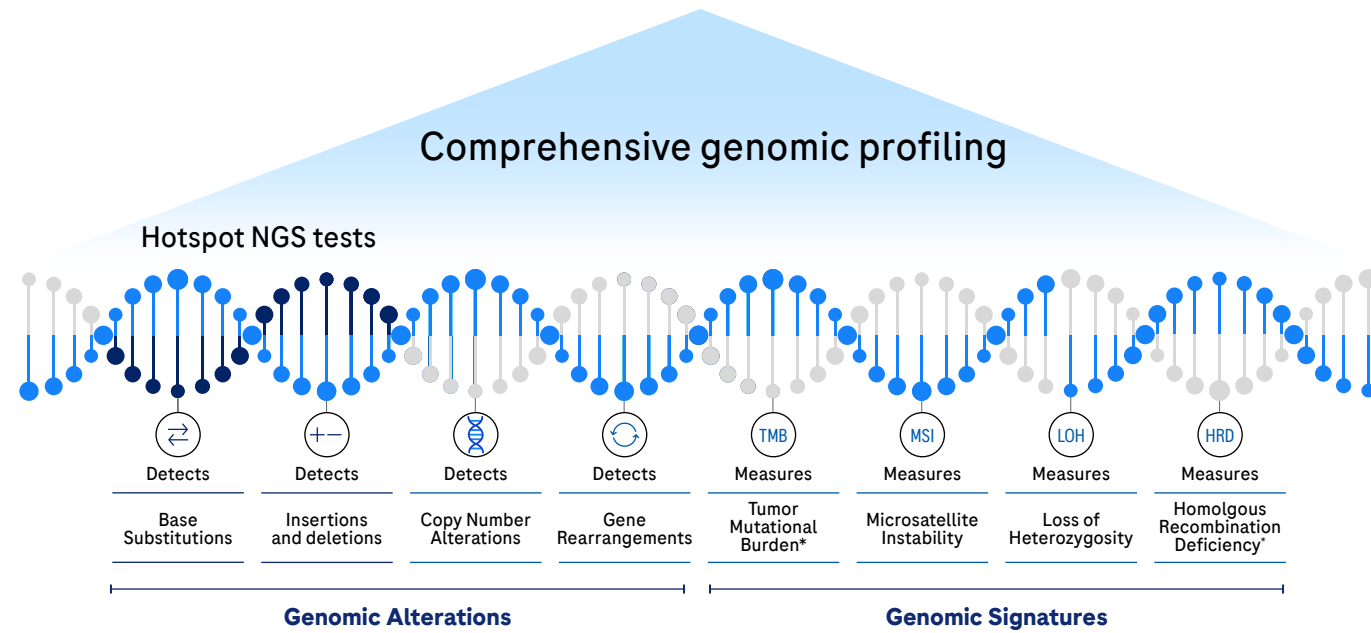 Comprehensive genomic profiling
Hotspot NGS tests
TMB
MSI
LOH
HRD
Detects
Detects
Detects
Detects
Measures
Measures
Measures
Measures
Base
Substitutions
Insertions
and deletions
Copy Number
Alterations
Gene
Rearrangements
Tumor
Mutational
Burden*
Microsatellite
Instability
Loss of
Heterozygosity
Homolgous
Recombination
Deficiency*
Genomic Alterations
Genomic Signatures